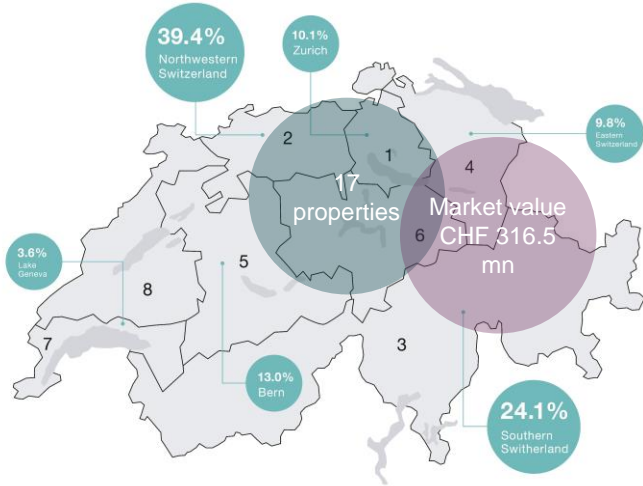 39.4%
Northwestern
Switzerland
10.1%
Zurich
9.8%
Eastern
Switzerland
2
1
4
17
properties
Market value
CHF 316.5
mn
6
3.6%
Lake
Geneva
5
8
7
3
13.0%
Bern
24.1%
Southern
Switherland